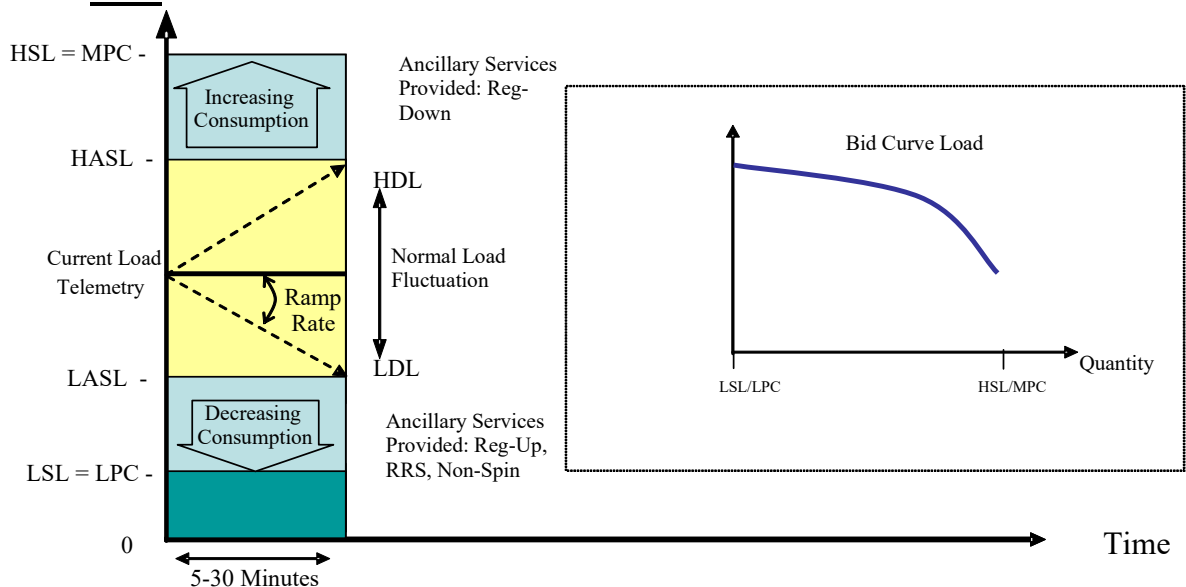 HSL = MPC -
Increasing
Consumption
Ancillary Services
Provided: Reg-
Down
HASL -
HDL
Current Load
Telemetry
Normal Load
Fluctuation
Ramp
Rate
LASL -
LDL
Decreasing
Consumption
Ancillary Services
Provided: Reg-Up,
RRS, Non-Spin
LSL = LPC -
0
5-30 Minutes
Time
Bid Curve Load
Quantity
LSL/LPC
HSL/MPC